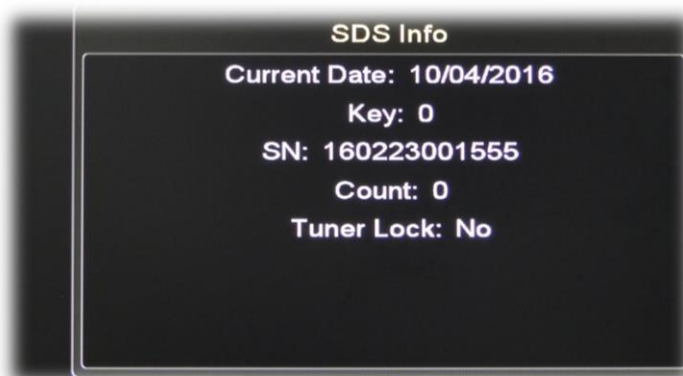 SDS Info
Current Date: 10/04/2016
Key: 0
SN: 160223001555
Count: 0
Tuner Lock: No